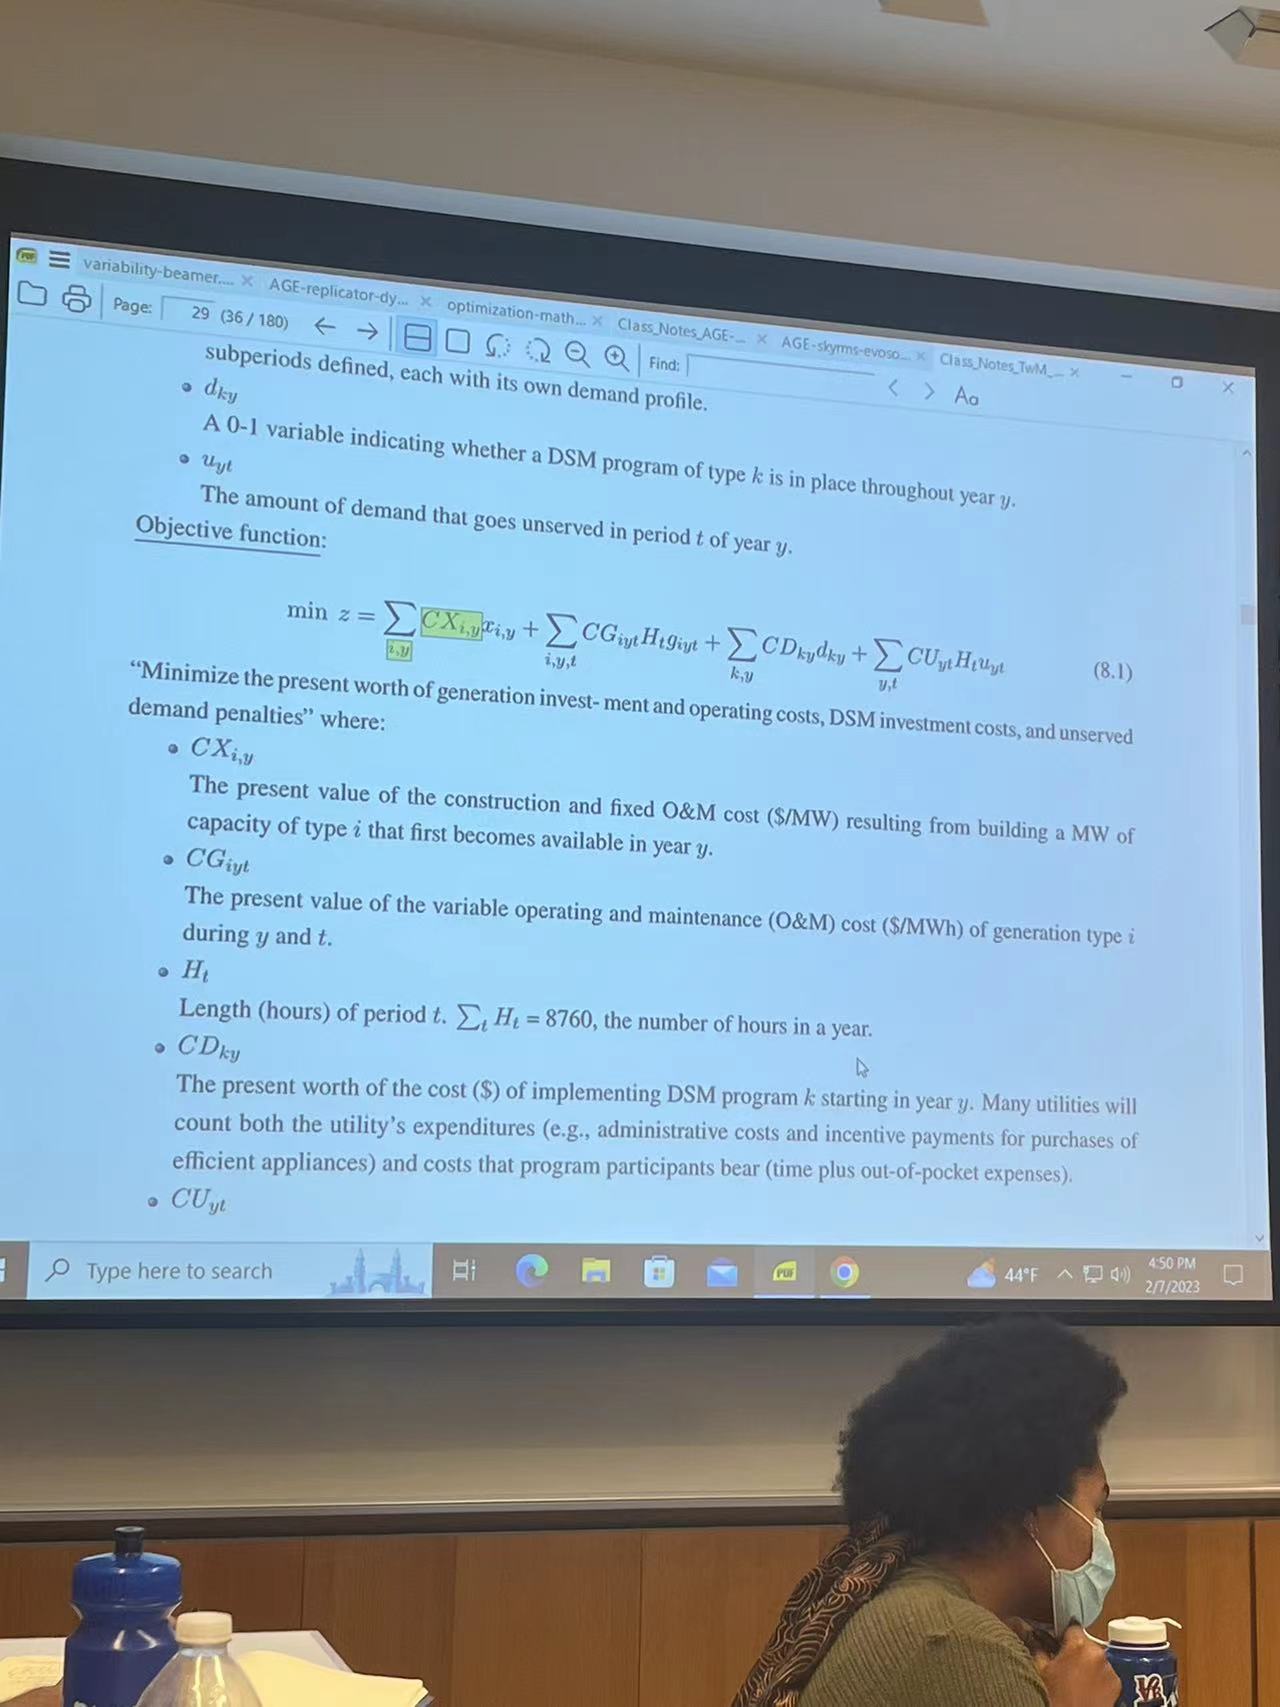 PDF variability-beamer.... × AGE-replicator-dy... × optimization-math... × Class_Notes_AGE-... × AGE-skyrms-evoso... × Class_Notes_TwM_... ×
Page: 29 (36 / 180) Find: Aa
subperiods defined, each with its own demand profile.
• d_{ky}
A 0-1 variable indicating whether a DSM program of type k is in place throughout year y.
• u_{yt}
The amount of demand that goes unserved in period t of year y.
Objective function:
min z = ∑_{i,y} CX_{i,y}x_{i,y} + ∑_{i,y,t} CG_{iyt}H_tg_{iyt} + ∑_{k,y} CD_{ky}d_{ky} + ∑_{y,t} CU_{yt}H_tu_{yt} (8.1)
“Minimize the present worth of generation invest- ment and operating costs, DSM investment costs, and unserved
demand penalties” where:
• CX_{i,y}
The present value of the construction and fixed O&M cost ($/MW) resulting from building a MW of
capacity of type i that first becomes available in year y.
• CG_{iyt}
The present value of the variable operating and maintenance (O&M) cost ($/MWh) of generation type i
during y and t.
• H_t
Length (hours) of period t. ∑_t H_t = 8760, the number of hours in a year.
• CD_{ky}
The present worth of the cost ($) of implementing DSM program k starting in year y. Many utilities will
count both the utility’s expenditures (e.g., administrative costs and incentive payments for purchases of
efficient appliances) and costs that program participants bear (time plus out-of-pocket expenses).
• CU_{yt}
Type here to search
PDF
44°F
4:50 PM
2/7/2023